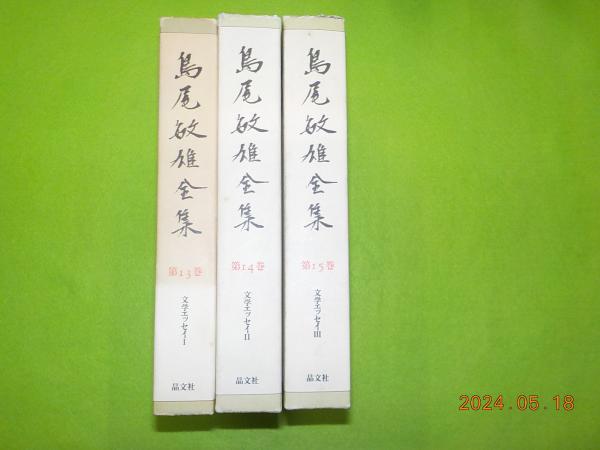 島尾敏雄全集
第13巻
文学エッセイⅠ
晶文社
島尾敏雄全集
第14巻
文学エッセイⅡ
晶文社
島尾敏雄全集
第15巻
文学エッセイⅢ
晶文社
2024.05.18